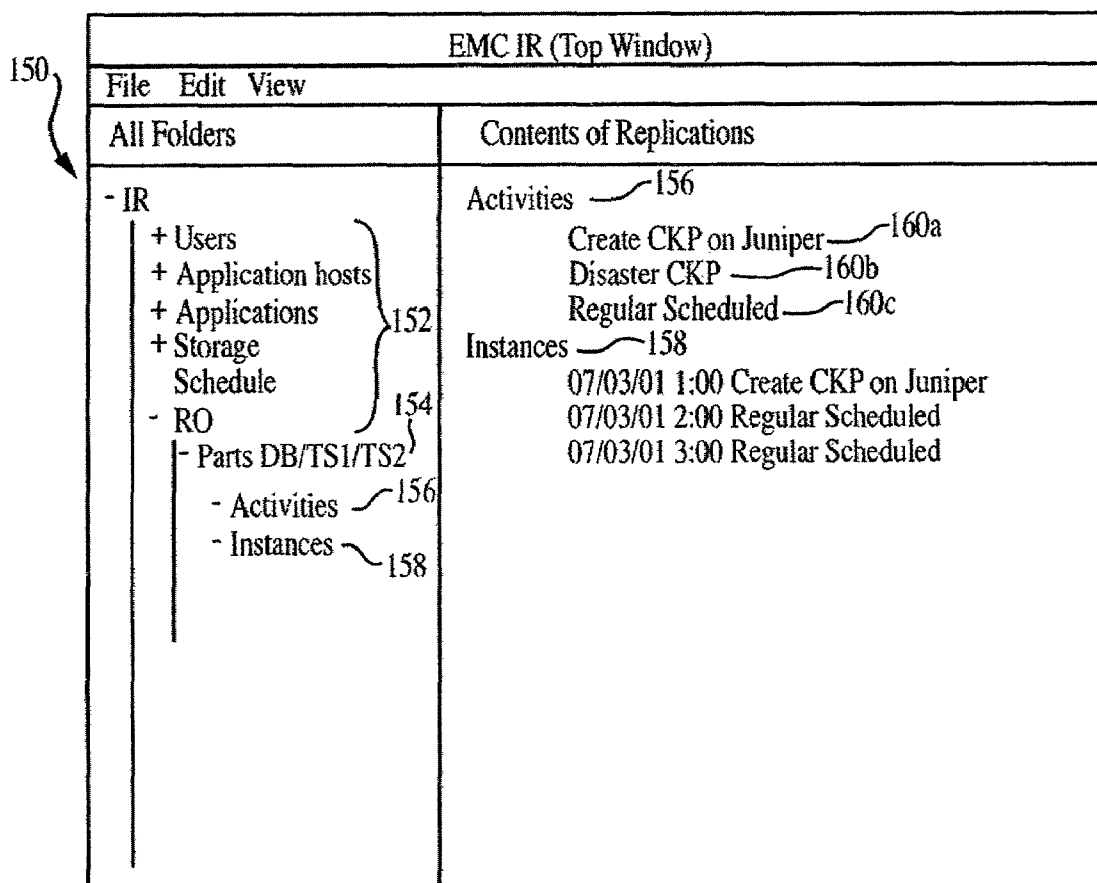 EMC IR (Top Window)
150
File Edit View
All Folders
Contents of Replications
- IR
+ Users
+ Application hosts
+ Applications
+ Storage
Schedule
- RO
152
154
- Parts DB/TS1/TS2
- Activities 156
- Instances 158
Activities 156
Create CKP on Juniper 160a
Disaster CKP 160b
Regular Scheduled 160c
Instances 158
07/03/01 1:00 Create CKP on Juniper
07/03/01 2:00 Regular Scheduled
07/03/01 3:00 Regular Scheduled